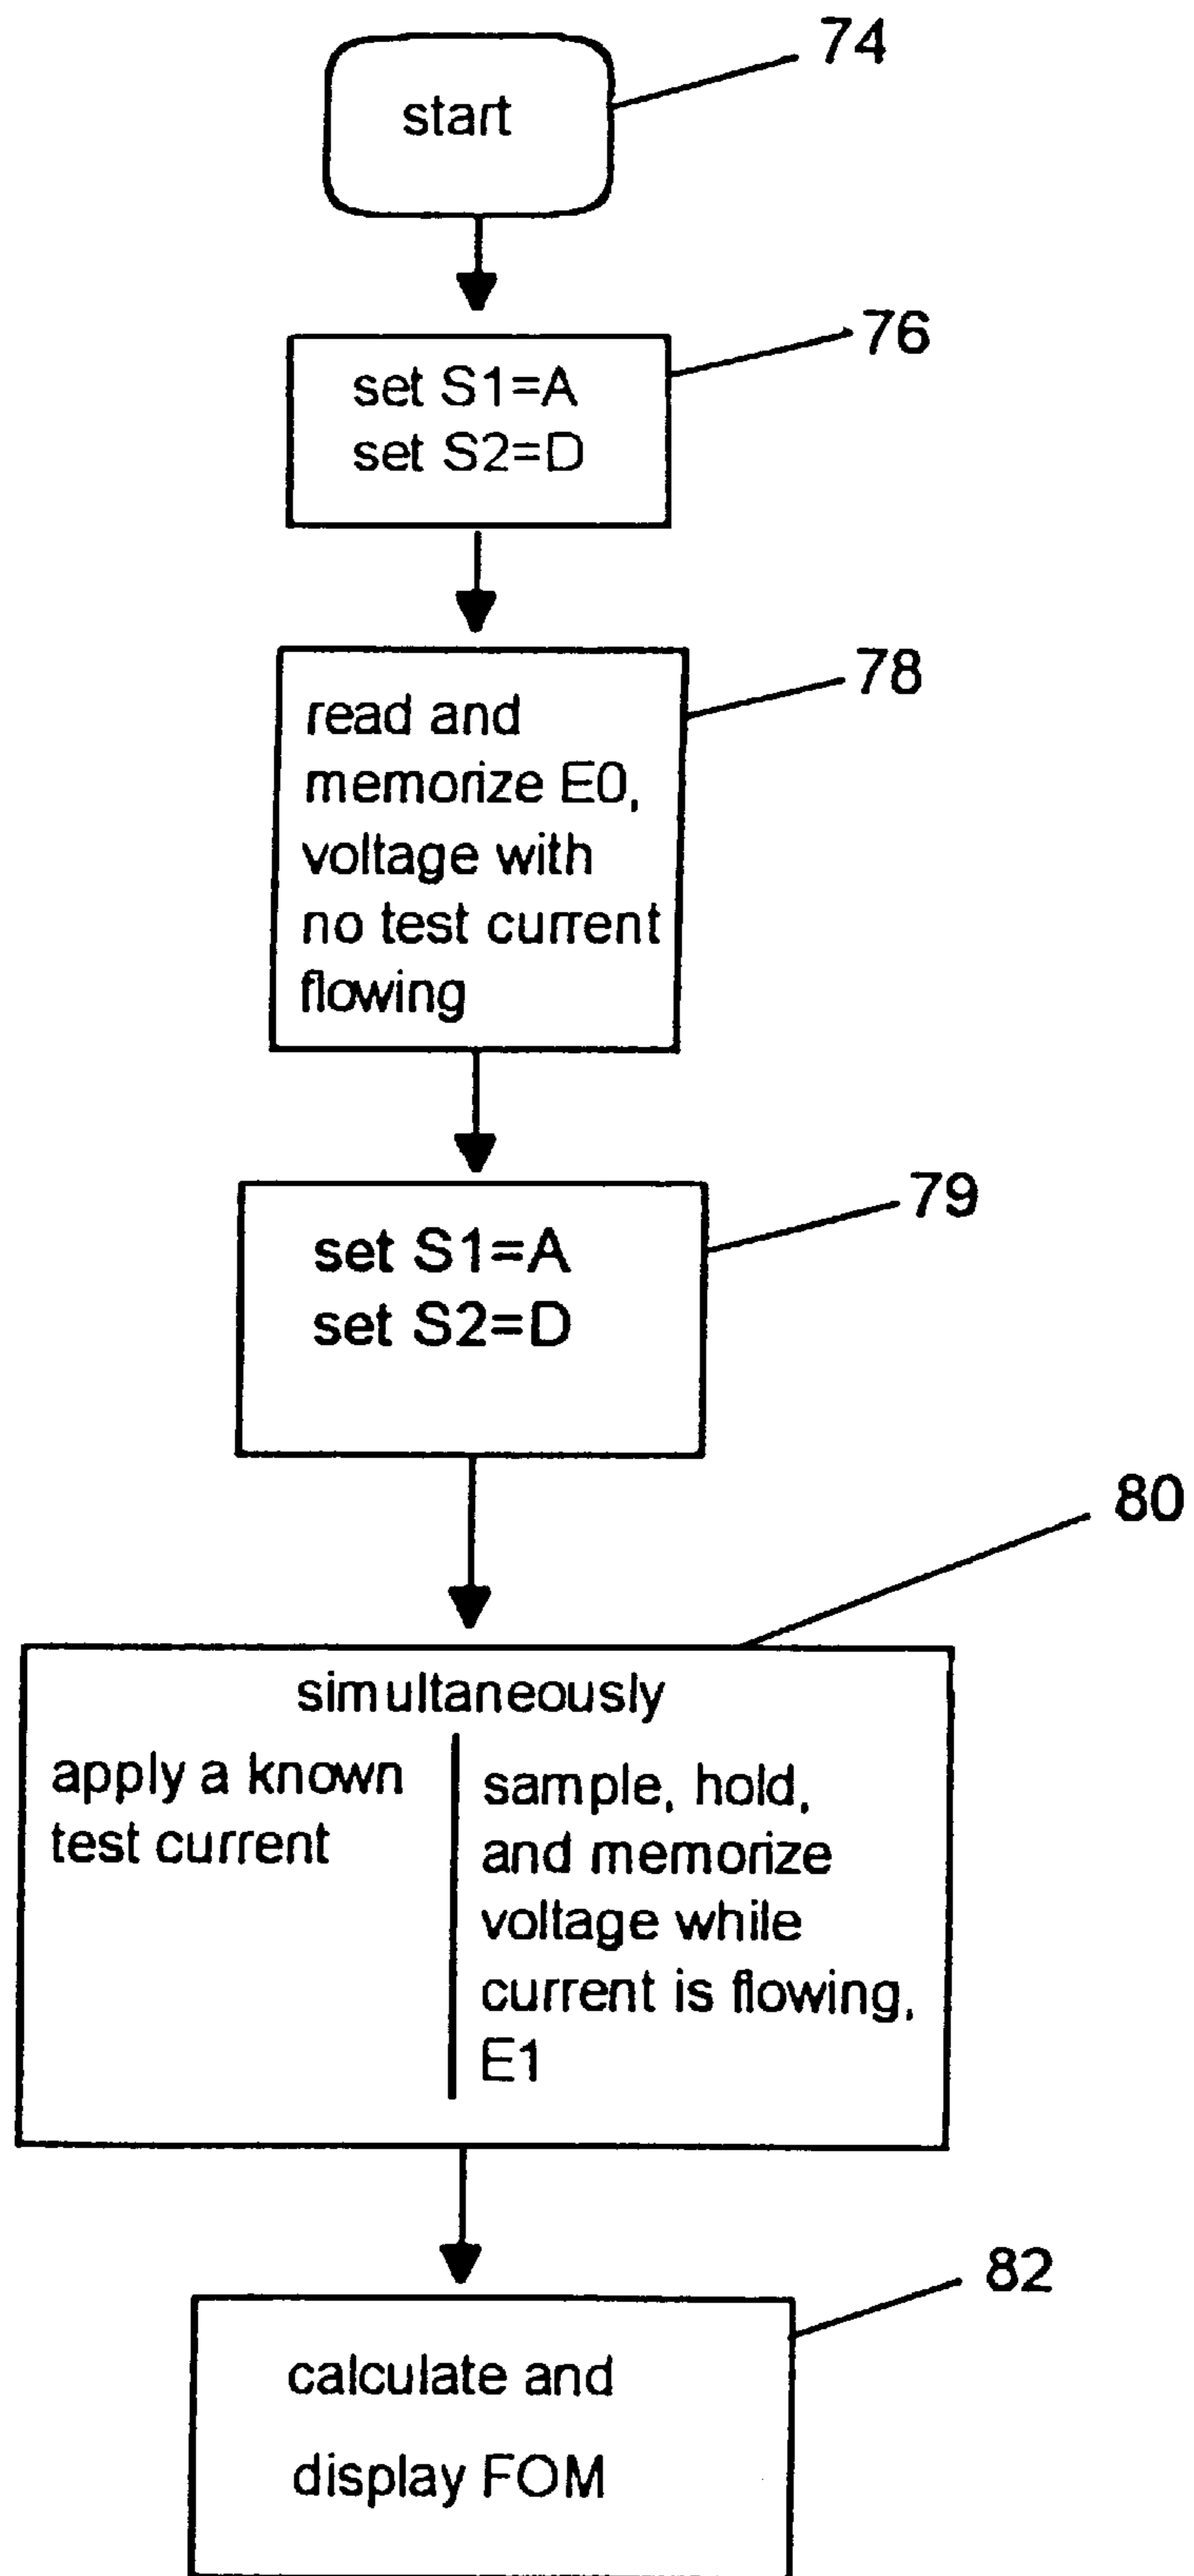 74
start
76
set S1=A
set S2=D
78
read and
memorize E0,
voltage with
no test current
flowing
79
set S1=A
set S2=D
80
simultaneously
apply a known
test current
sample, hold,
and memorize
voltage while
current is flowing,
E1
82
calculate and
display FOM